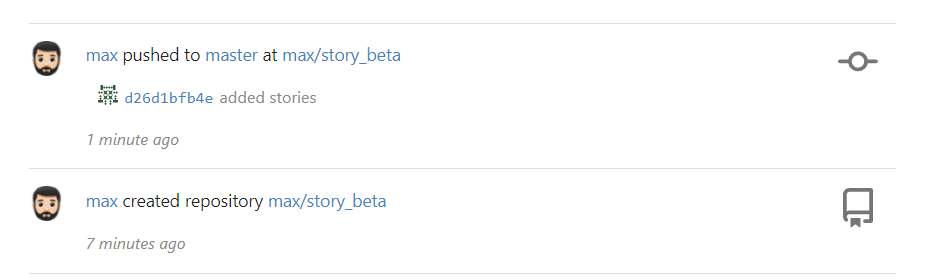 max pushed to master at max/story_beta
d26d1bfb4e added stories
1 minute ago
max created repository max/story_beta
7 minutes ago